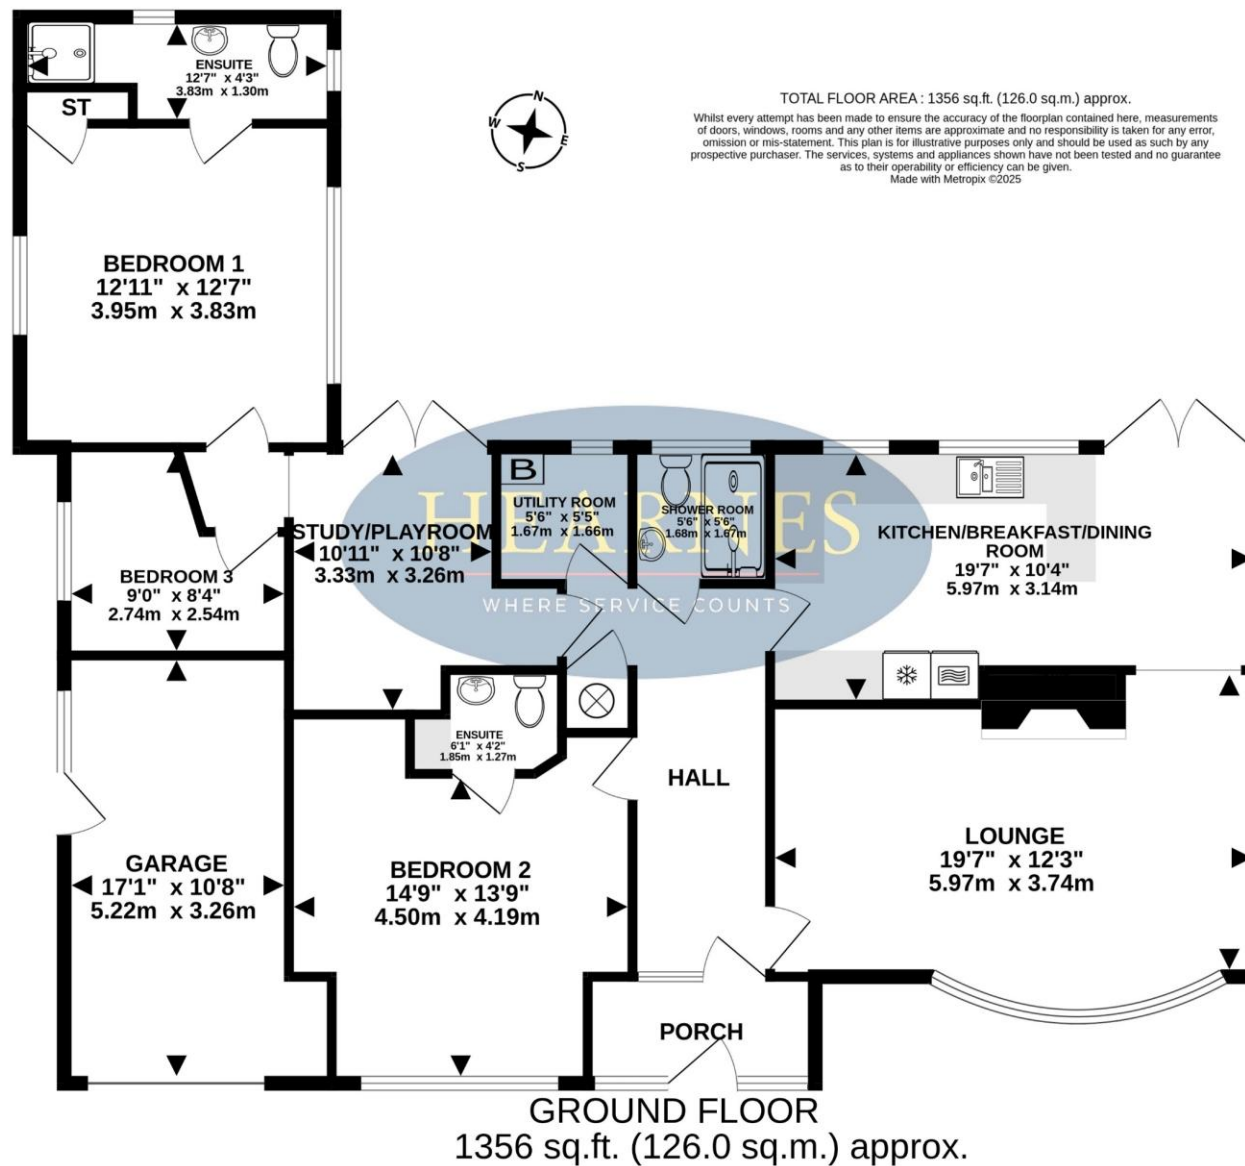 ENSUITE
12'7" x 4'3"
3.83m x 1.30m
ST
N
W
E
S
TOTAL FLOOR AREA : 1356 sq.ft. (126.0 sq.m.) approx.
Whilst every attempt has been made to ensure the accuracy of the floorplan contained here, measurements
of doors, windows, rooms and any other items are approximate and no responsibility is taken for any error,
omission or mis-statement. This plan is for illustrative purposes only and should be used as such by any
prospective purchaser. The services, systems and appliances shown have not been tested and no guarantee
as to their operability or efficiency can be given.
Made with Metropix ©2025
BEDROOM 1
12'11" x 12'7"
3.95m x 3.83m
B
HEARNES
WHERE SERVICE COUNTS
STUDY/PLAYROOM
10'11" x 10'8"
3.33m x 3.26m
UTILITY ROOM
5'6" x 5'5"
1.67m x 1.66m
SHOWER ROOM
5'6" x 5'6"
1.68m x 1.67m
KITCHEN/BREAKFAST/DINING
ROOM
19'7" x 10'4"
5.97m x 3.14m
BEDROOM 3
9'0" x 8'4"
2.74m x 2.54m
ENSUITE
6'1" x 4'2"
1.85m x 1.27m
HALL
GARAGE
17'1" x 10'8"
5.22m x 3.26m
BEDROOM 2
14'9" x 13'9"
4.50m x 4.19m
LOUNGE
19'7" x 12'3"
5.97m x 3.74m
PORCH
GROUND FLOOR
1356 sq.ft. (126.0 sq.m.) approx.